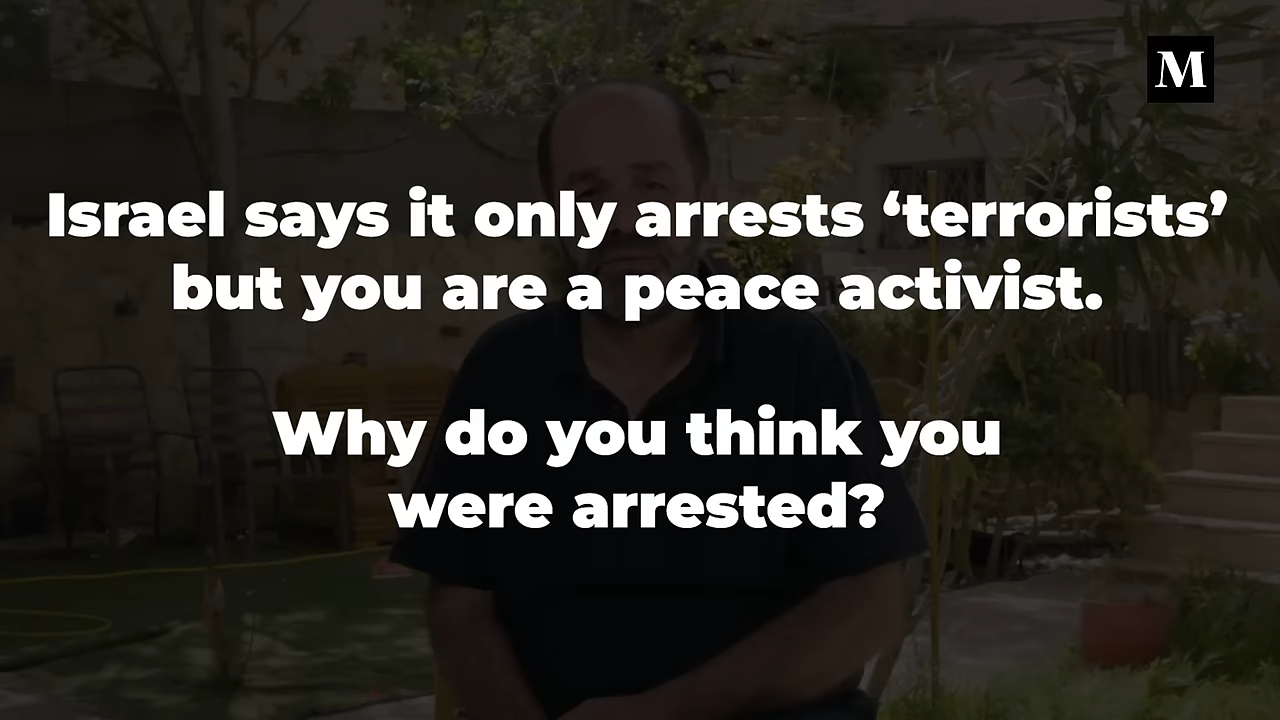 M
Israel says it only arrests ‘terrorists’
but you are a peace activist.
Why do you think you
were arrested?